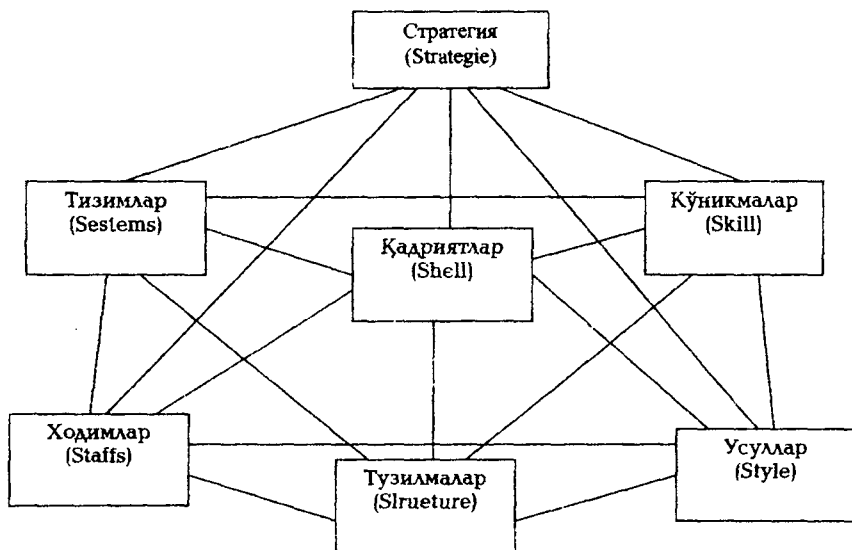 Стратегия
(Strategie)
Тизимлар
(Sestems)
Кўникмалар
(Skill)
Қадриятлар
(Shell)
Ходимлар
(Staffs)
Усуллар
(Style)
Тузилмалар
(Slrueture)